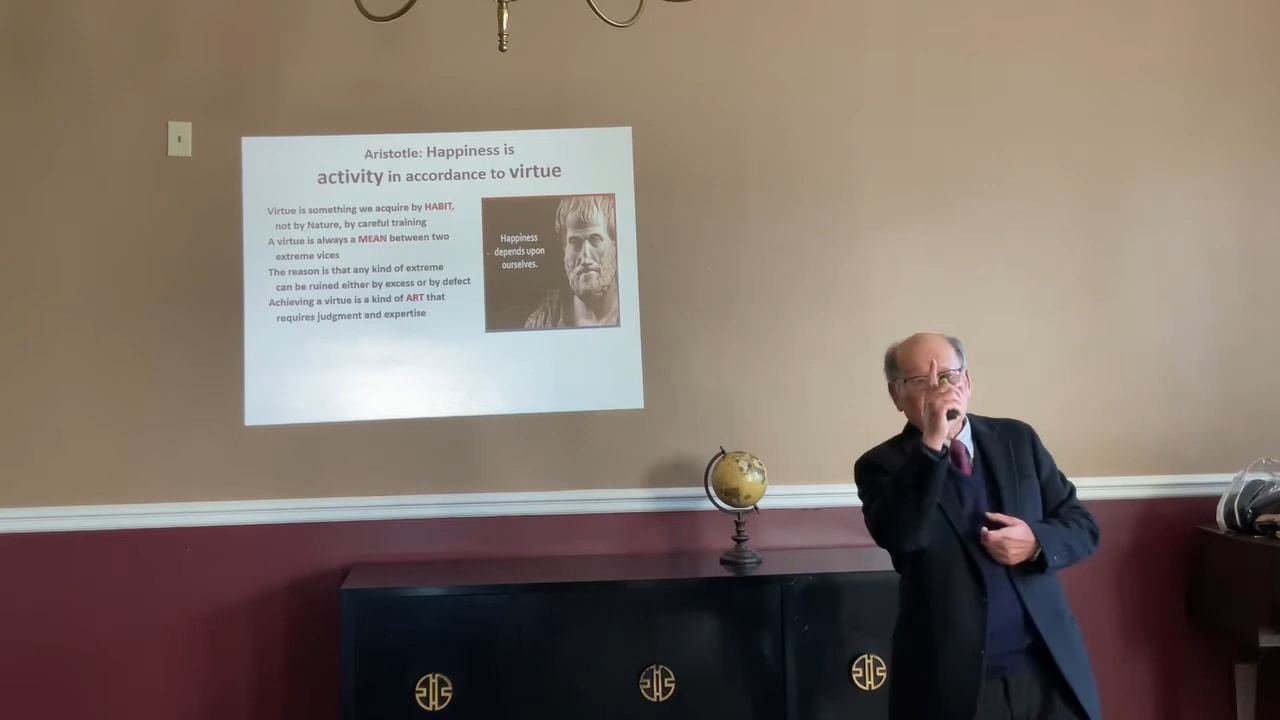 Aristotle: Happiness is
activity in accordance to virtue
Virtue is something we acquire by HABIT,
not by Nature, by careful training
A virtue is always a MEAN between two
extreme vices
The reason is that any kind of extreme
can be ruined either by excess or by defect
Achieving a virtue is a kind of ART that
requires judgment and expertise
Happiness
depends upon
ourselves.